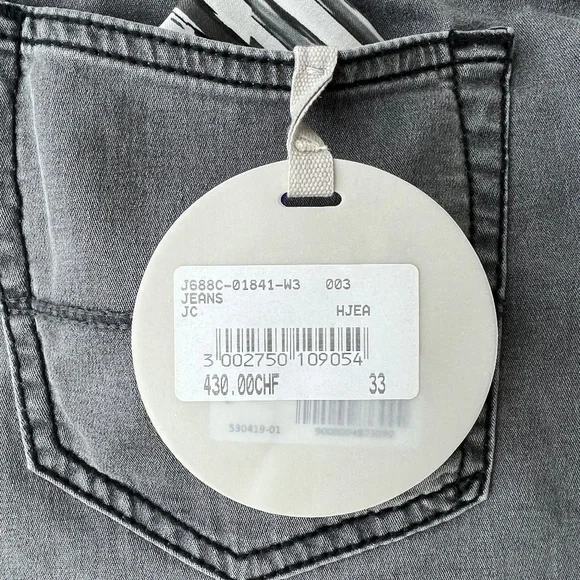 J688C-01841-W3 003
JEANS
JC HJEA
3 002750 109054
430.00CHF 33
530419-01